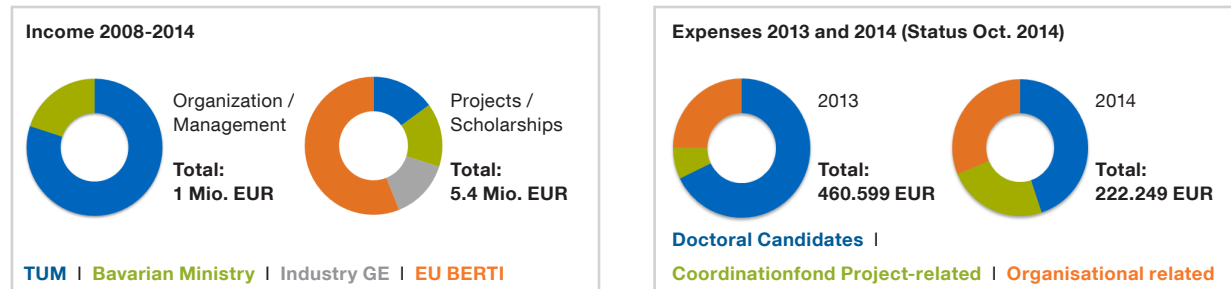 Income 2008-2014
Organization /
Management
Total:
1 Mio. EUR
Projects /
Scholarships
Total:
5.4 Mio. EUR
TUM | Bavarian Ministry | Industry GE | EU BERTI
Expenses 2013 and 2014 (Status Oct. 2014)
2013
Total:
460.599 EUR
2014
Total:
222.249 EUR
Doctoral Candidates |
Coordinationfond Project-related | Organisational related